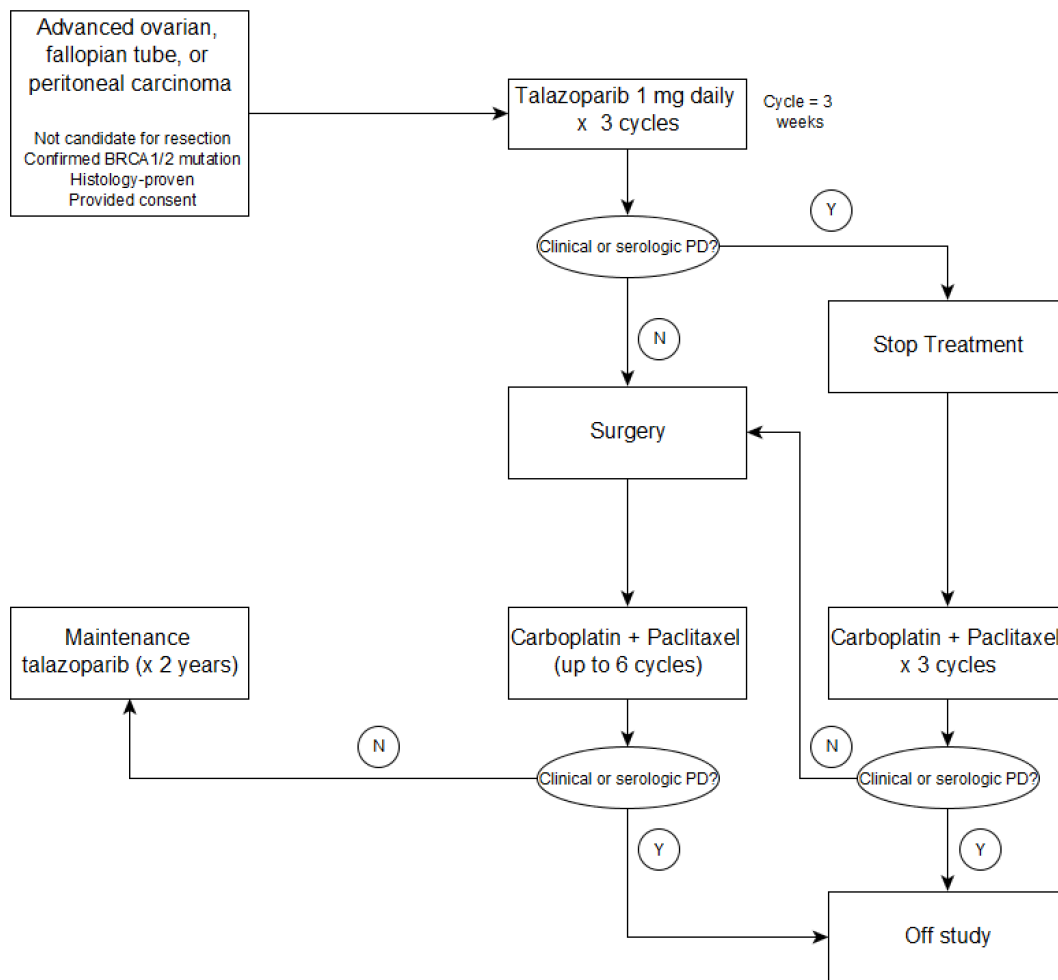 Advanced ovarian,
fallopian tube, or
peritoneal carcinoma
Not candidate for resection
Confirmed BRCA1/2 mutation
Histology-proven
Provided consent
Talazoparib 1 mg daily
x 3 cycles
Cycle = 3
weeks
Clinical or serologic PD?
Y
N
Stop Treatment
Surgery
Maintenance
talazoparib (x 2 years)
Carboplatin + Paclitaxel
(up to 6 cycles)
Carboplatin + Paclitaxel
x 3 cycles
N
N
Clinical or serologic PD?
Clinical or serologic PD?
Y
Y
Off study